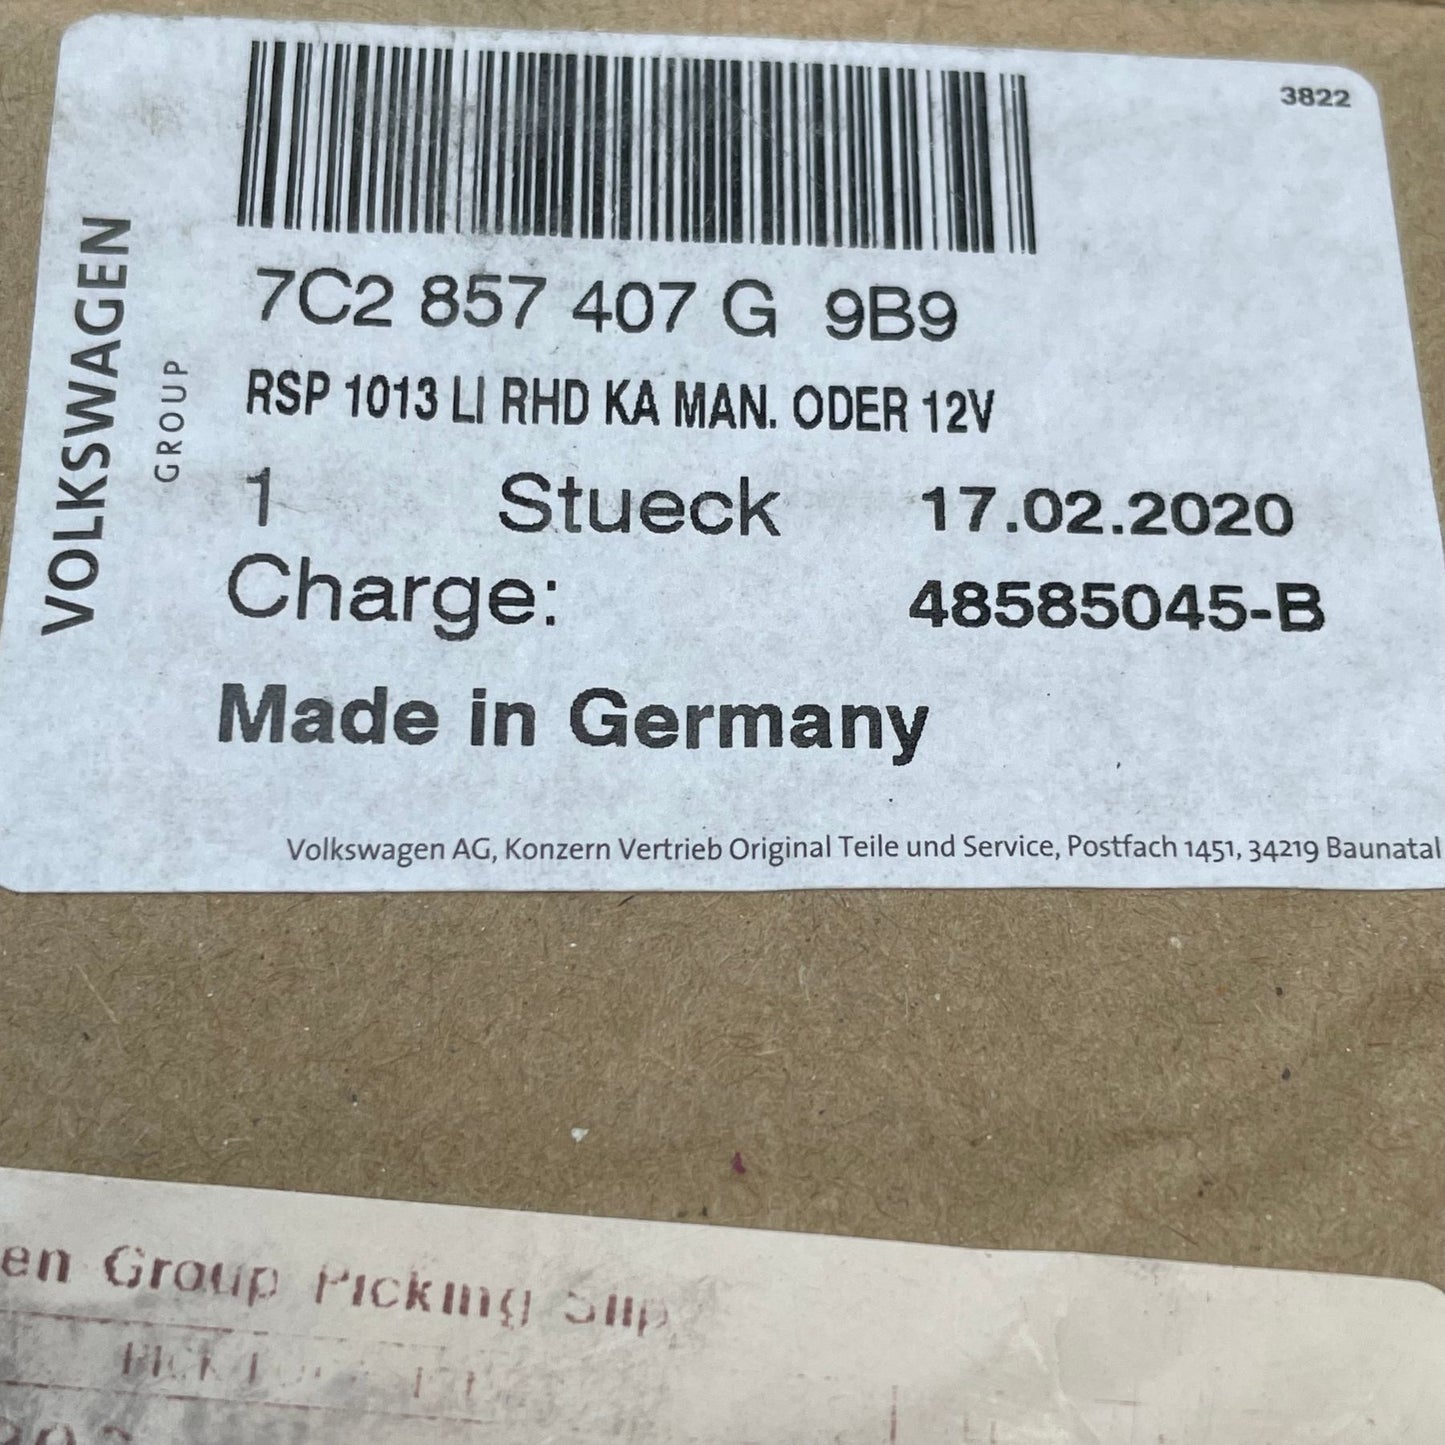 3822
VOLKSWAGEN
GROUP
7C2 857 407 G 9B9
RSP 1013 LI RHD KA MAN. ODER 12V
1 Stueck 17.02.2020
Charge: 48585045-B
Made in Germany
Volkswagen AG, Konzern Vertrieb Original Teile und Service, Postfach 1451, 34219 Baunatal
en Group Picking Slip